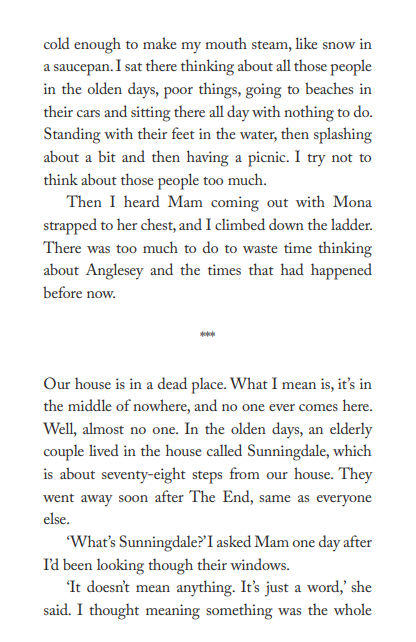 cold enough to make my mouth steam, like snow in
a saucepan. I sat there thinking about all those people
in the olden days, poor things, going to beaches in
their cars and sitting there all day with nothing to do.
Standing with their feet in the water, then splashing
about a bit and then having a picnic. I try not to
think about those people too much.
Then I heard Mam coming out with Mona
strapped to her chest, and I climbed down the ladder.
There was too much to do to waste time thinking
about Anglesey and the times that had happened
before now.
***
Our house is in a dead place. What I mean is, it’s in
the middle of nowhere, and no one ever comes here.
Well, almost no one. In the olden days, an elderly
couple lived in the house called Sunningdale, which
is about seventy-eight steps from our house. They
went away soon after The End, same as everyone
else.
‘What’s Sunningdale?’ I asked Mam one day after
I’d been looking though their windows.
‘It doesn’t mean anything. It’s just a word,’ she
said. I thought meaning something was the whole